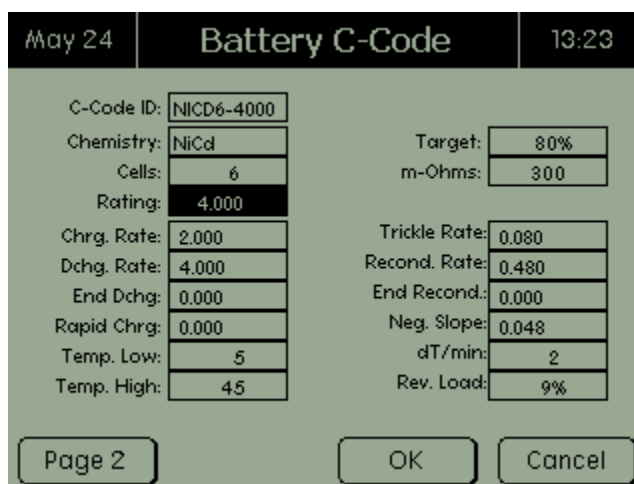 May 24 Battery C-Code 13:23
C-Code ID: NICD6-4000
Chemistry: NiCd Target: 80%
Cells: 6 m-Ohms: 300
Rating: 4.000
Chrg. Rate: 2.000 Trickle Rate: 0.080
Dchg. Rate: 4.000 Recond. Rate: 0.480
End Dchg: 0.000 End Recond.: 0.000
Rapid Chrg: 0.000 Neg. Slope: 0.048
Temp. Low: 5 dT/min: 2
Temp. High: 45 Rev. Load: 9%
Page 2 OK Cancel